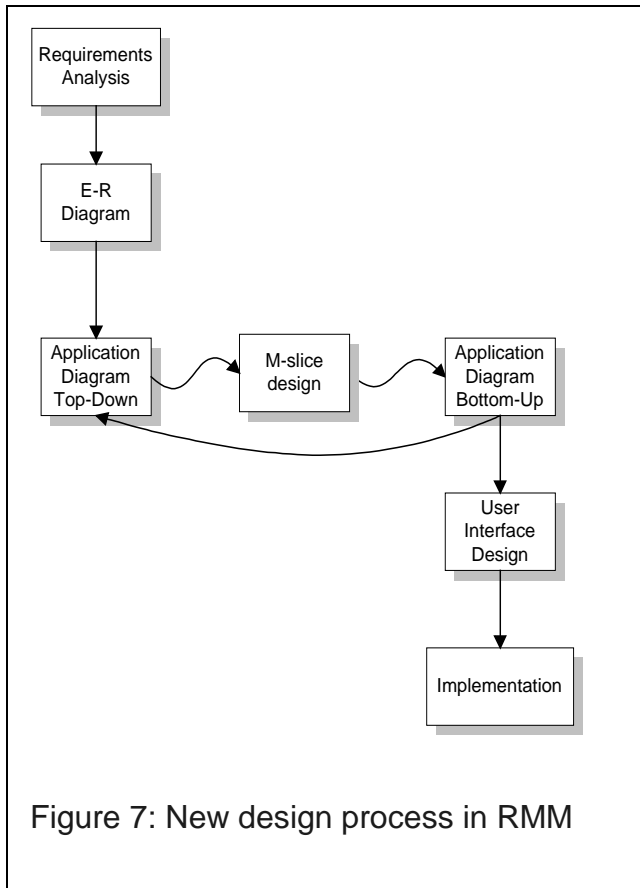 Requirements
Analysis
E-R
Diagram
Application
Diagram
Top-Down
M-slice
design
Application
Diagram
Bottom-Up
User
Interface
Design
Implementation
Figure 7: New design process in RMM